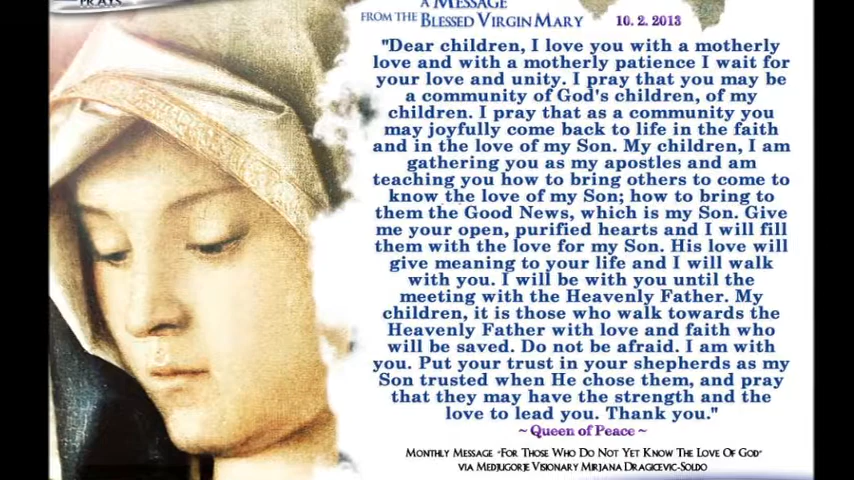 PRAYS
A MESSAGE
FROM THE BLESSED VIRGIN MARY 10. 2. 2013
"Dear children, I love you with a motherly
love and with a motherly patience I wait for
your love and unity. I pray that you may be
a community of God's children, of my
children. I pray that as a community you
may joyfully come back to life in the faith
and in the love of my Son. My children, I am
gathering you as my apostles and am
teaching you how to bring others to come to
know the love of my Son; how to bring to
them the Good News, which is my Son. Give
me your open, purified hearts and I will fill
them with the love for my Son. His love will
give meaning to your life and I will walk
with you. I will be with you until the
meeting with the Heavenly Father. My
children, it is those who walk towards the
Heavenly Father with love and faith who
will be saved. Do not be afraid. I am with
you. Put your trust in your shepherds as my
Son trusted when He chose them, and pray
that they may have the strength and the
love to lead you. Thank you."
~ Queen of Peace ~
MONTHLY MESSAGE "FOR THOSE WHO DO NOT YET KNOW THE LOVE OF GOD"
VIA MEDJUGORJE VISIONARY MIRJANA DRAGICEVIC-SOLDO